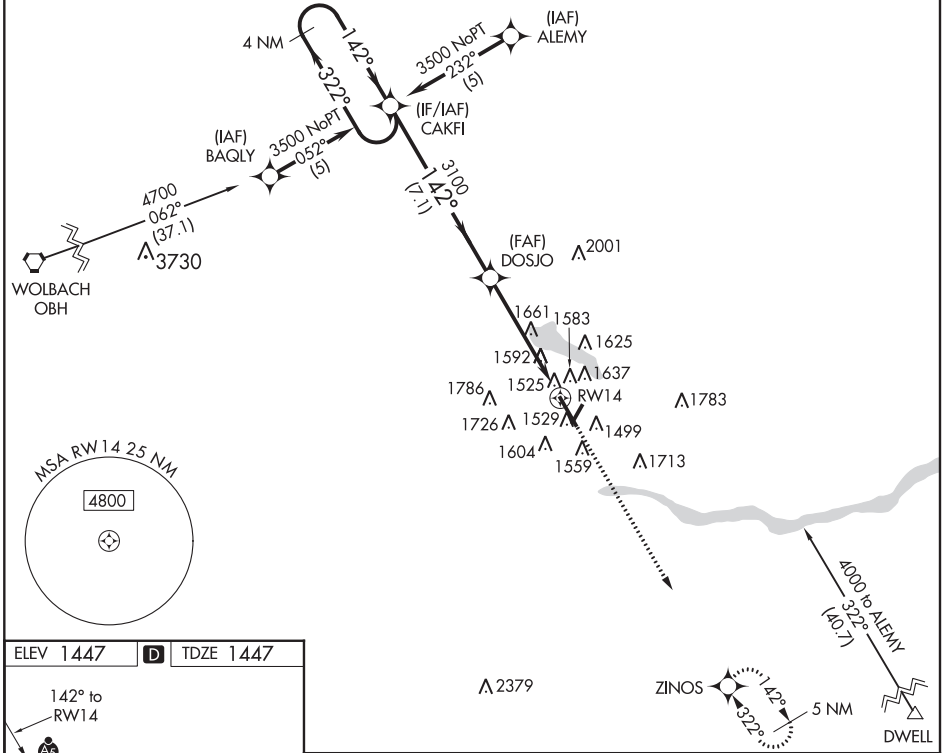 4 NM
142°
322°
(IAF)
ALEMY
3500 NoPT
232°
(5)
(IF/IAF)
CAKFI
(IAF)
BAQLY
3500 NoPT
052°
(5)
4700
062°
(37.1)
3730
WOLBACH
OBH
3100
142°
(7.1)
(FAF)
DOSJO
2001
1661
1583
1625
1592
1525
1637
RW14
1786
1783
1726
1529
1499
1604
1559
1713
MSA RW14 25 NM
4800
4000 to ALEMY
322°
(40.7)
DWELL
ELEV 1447
D
TDZE 1447
142° to
RW14
A5
2379
ZINOS
142°
322°
5 NM